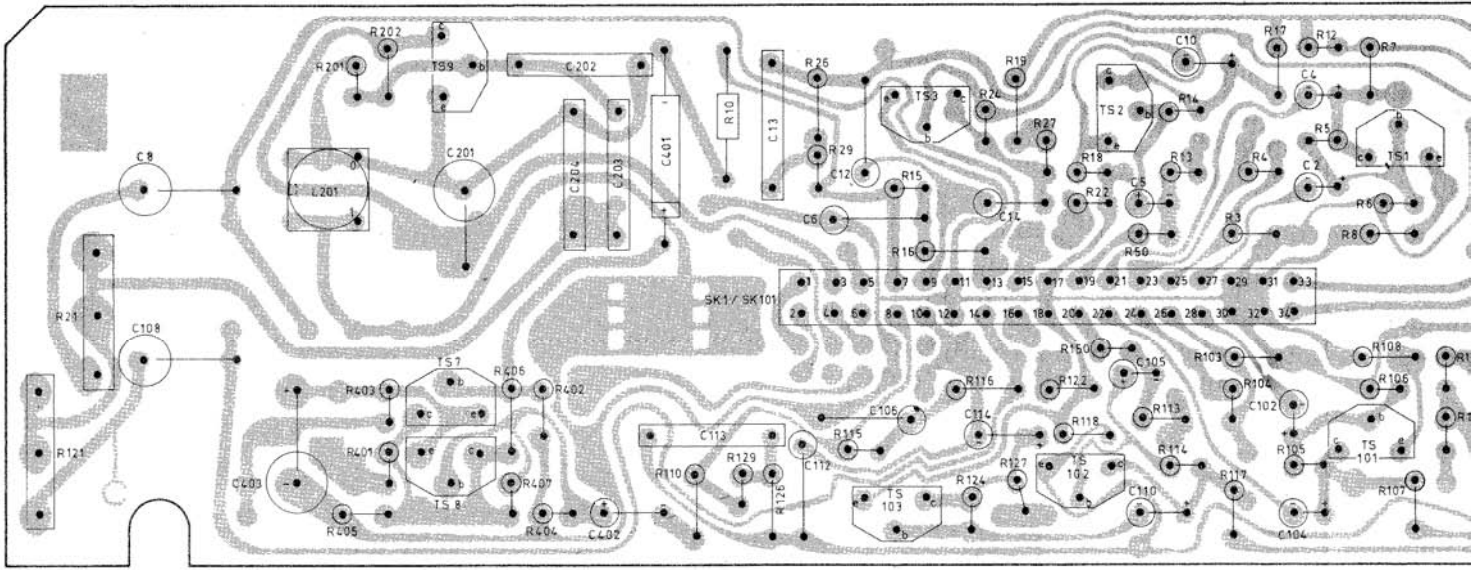 R202
c
TS9
b
e
R201
C202
C8
0
L201
1
C201
C204
C203
-
C401
+
R10
C13
R26
R29
C12
TS3
e
c
b
R24
R19
R27
c
TS2
b
e
C10
+
R14
R17
R12
R7
C4
+
R5
b
c
TS1
e
C2
+
R18
R13
R4
R15
C6
C14
R22
C5
+
R3
R6
R16
R50
R8
R21
SK1/SK101
1 3 5 7 9 11 13 15 17 19 21 23 25 27 29 31 33
2 4 6 8 10 12 14 16 18 20 22 24 26 28 30 32 34
C108
R121
TS7
b
c
e
R403
R406
R402
+
R401
e
c
b
TS8
R407
C403
-
R405
R404
+
C402
C113
R110
R129
R126
C112
C106
R115
R116
C114
-
+
R122
R150
C105
+
-
R118
R113
R103
R104
C102
+
R108
R106
b
c
TS
101
e
R105
R107
R114
R117
C104
+
C110
+
e
TS
102
c
b
R127
R124
e
TS
103
c
b